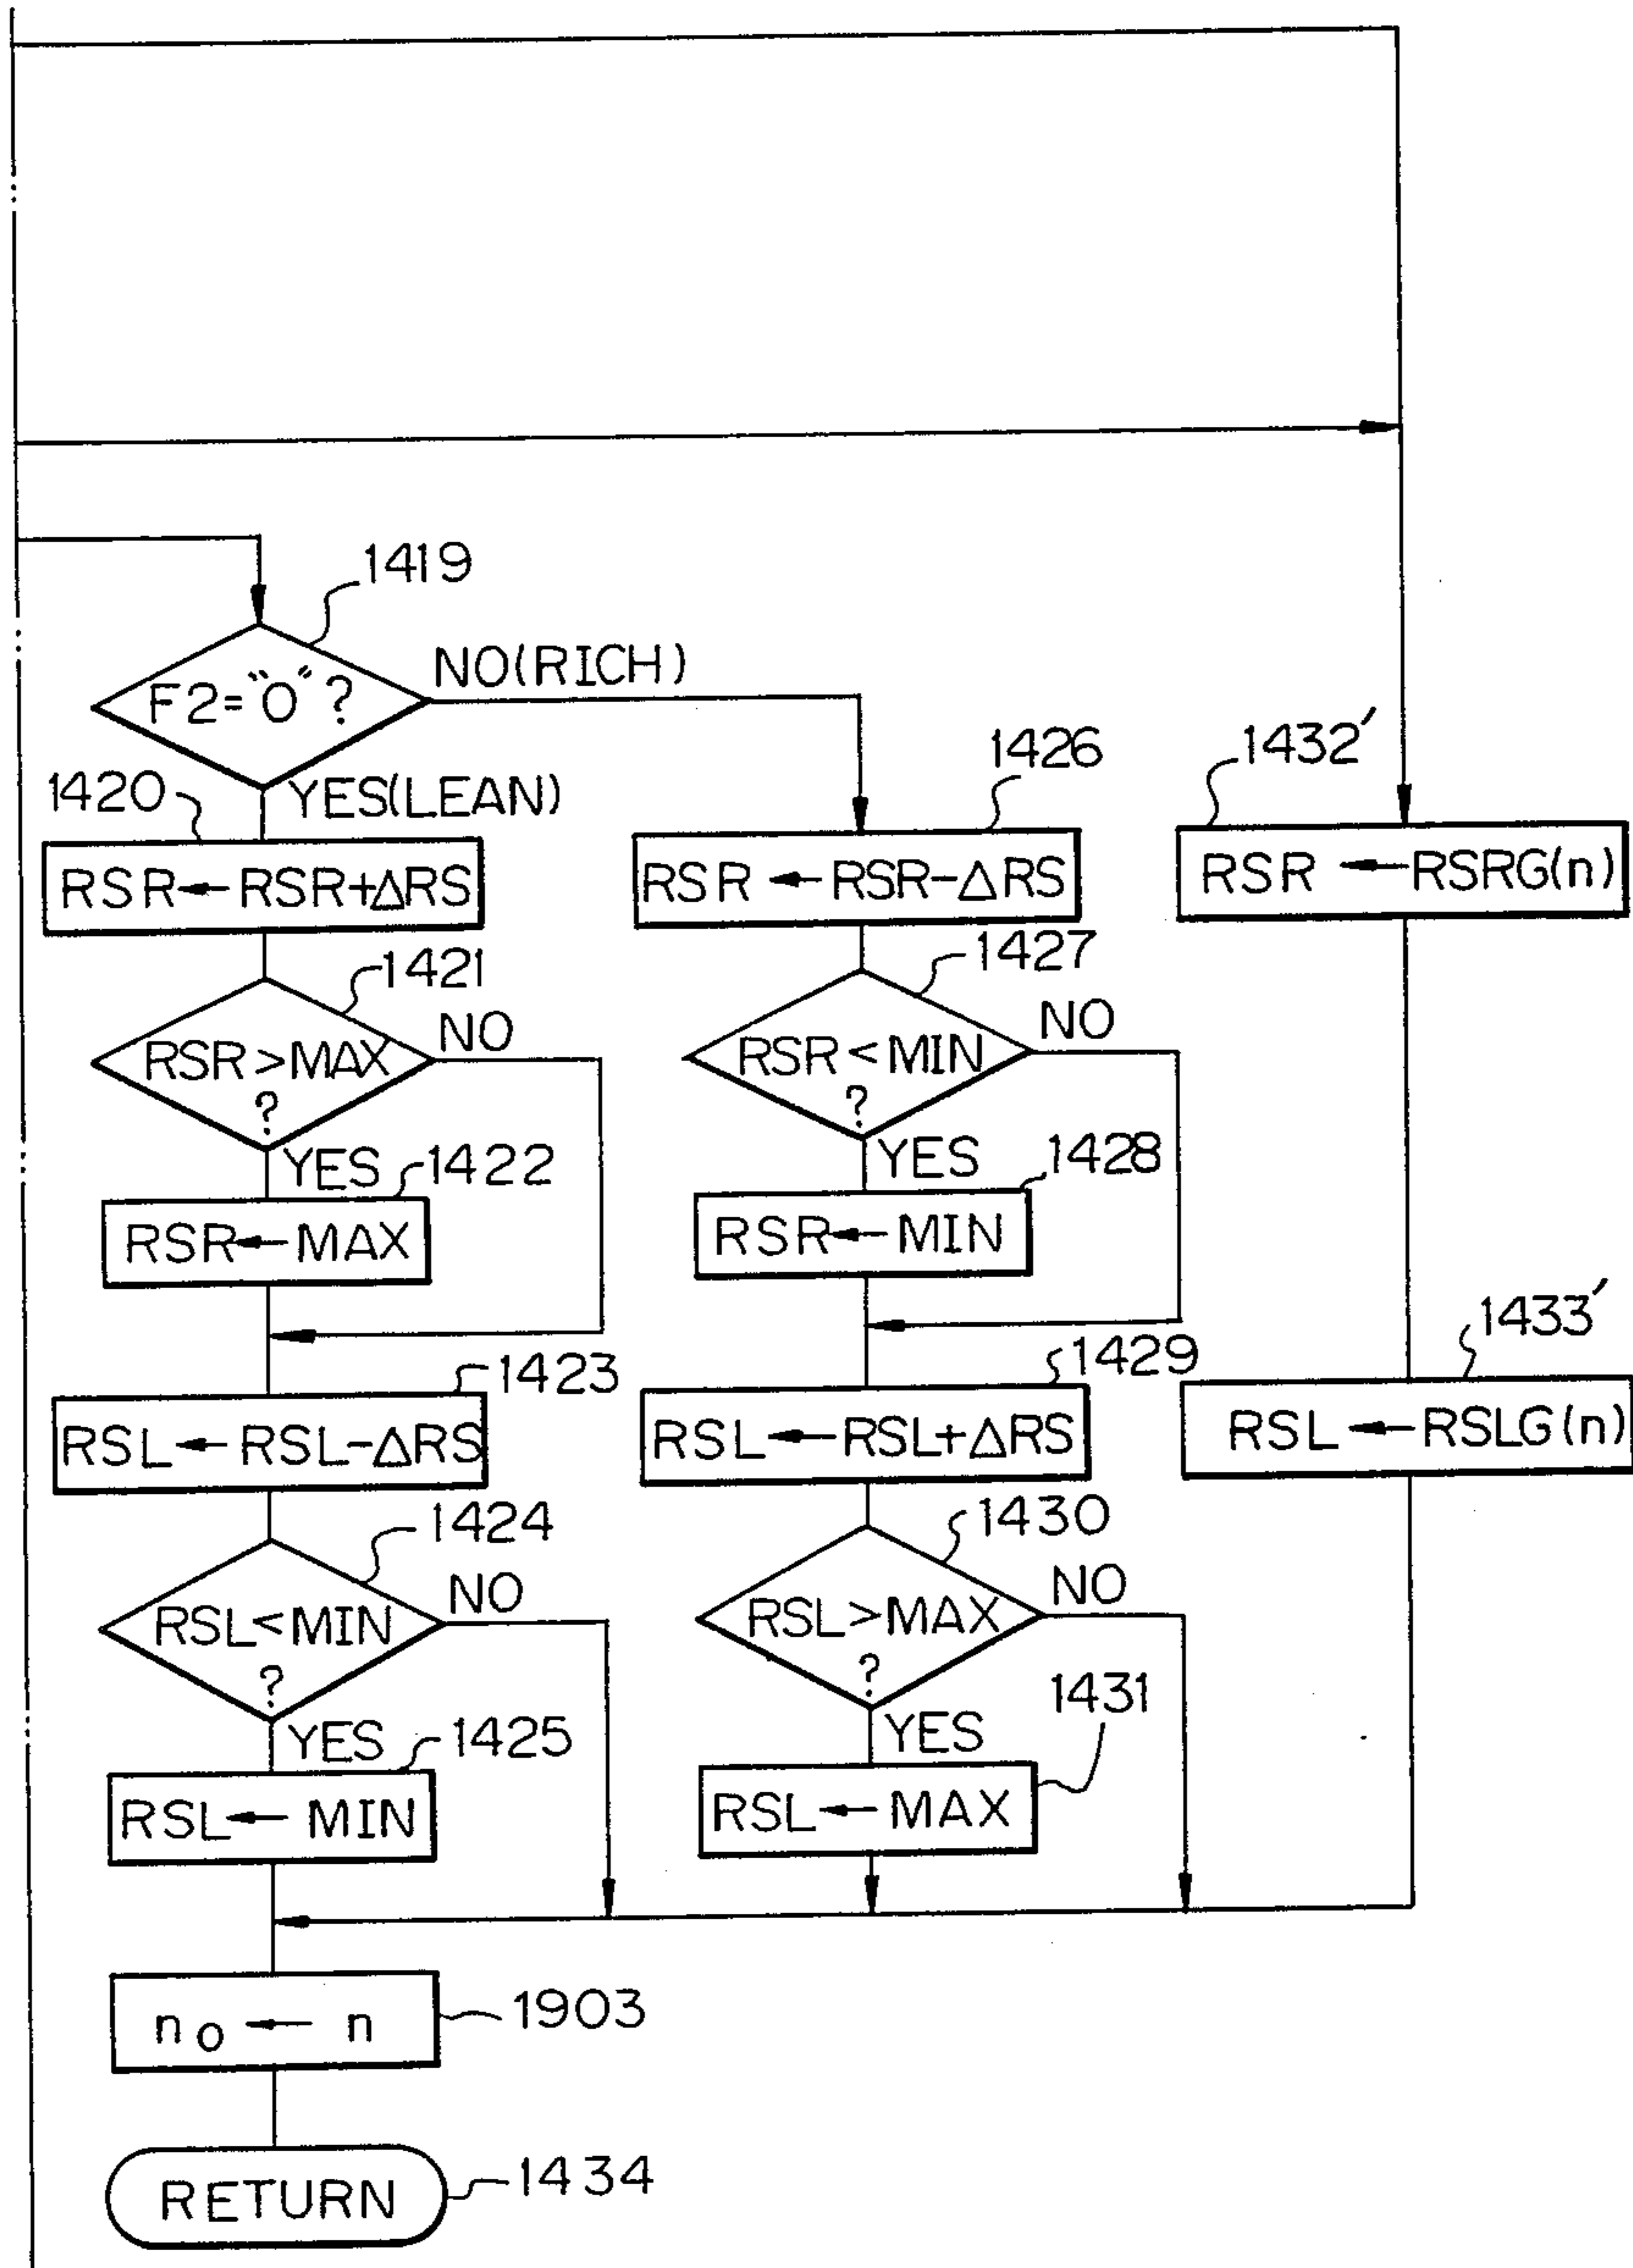 1419
F2="0"?
NO(RICH)
YES(LEAN)
1420
RSR←RSR+ΔRS
1421
RSR>MAX
?
NO
YES
1422
RSR←MAX
1423
RSL←RSL-ΔRS
1424
RSL<MIN
?
NO
YES
1425
RSL←MIN
1426
RSR←RSR-ΔRS
1427
RSR<MIN
?
NO
YES
1428
RSR←MIN
1429
RSL←RSL+ΔRS
1430
RSL>MAX
?
NO
YES
1431
RSL←MAX
1432'
RSR←RSRG(n)
1433'
RSL←RSLG(n)
1903
n₀←n
RETURN
1434